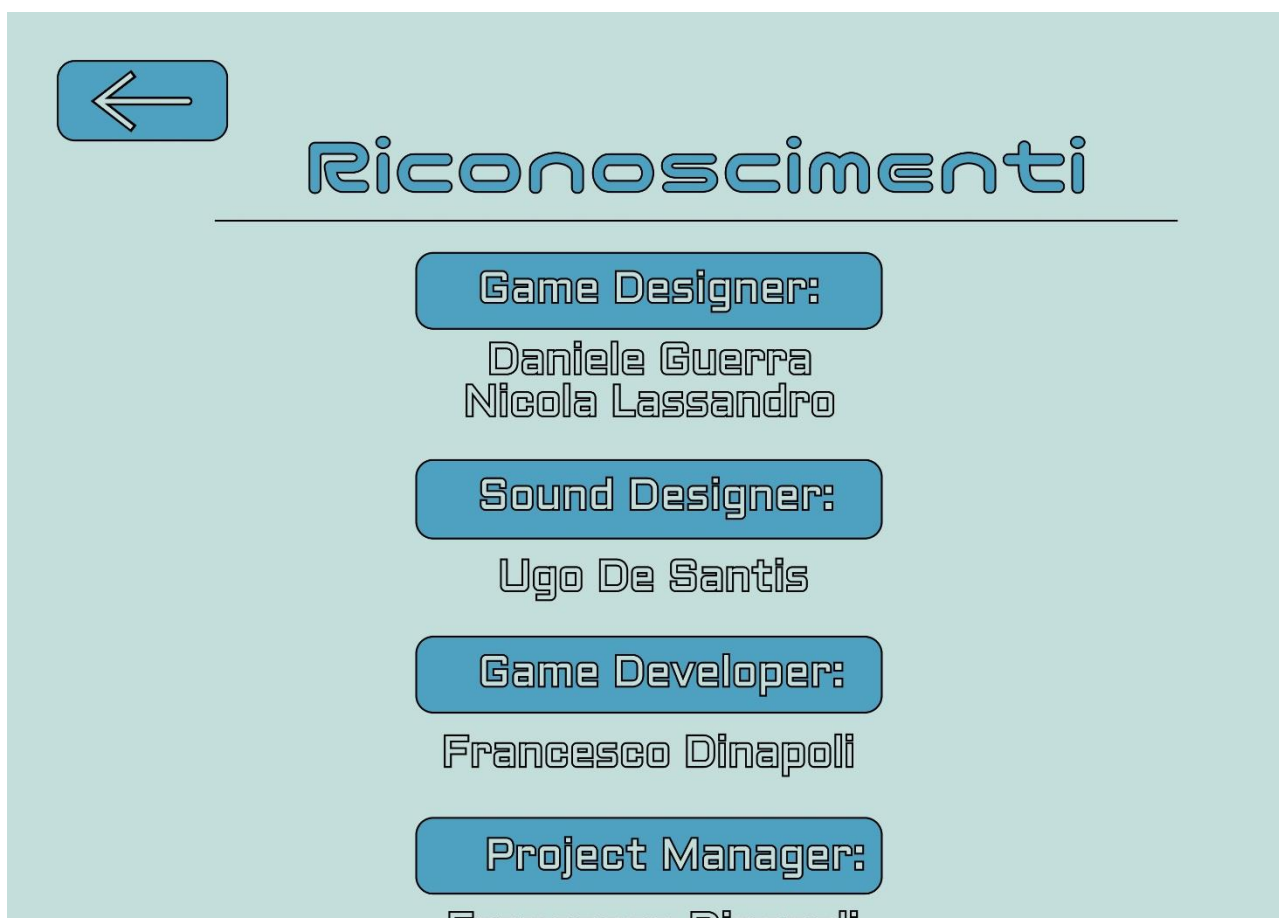 Riconoscimenti
Game Designer:
Daniele Guerra
Nicola Lassandro
Sound Designer:
Ugo De Santis
Game Developer:
Francesco Dinapoli
Project Manager: